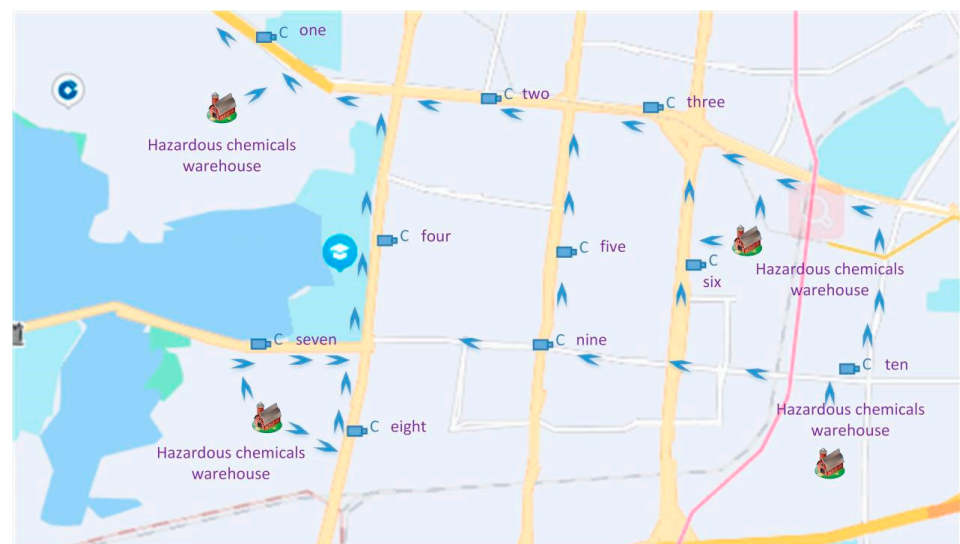 C one
C two
C three
Hazardous chemicals
warehouse
C four
C five
C
six
Hazardous chemicals
warehouse
C seven
C nine
C ten
Hazardous chemicals
warehouse
C eight
Hazardous chemicals
warehouse